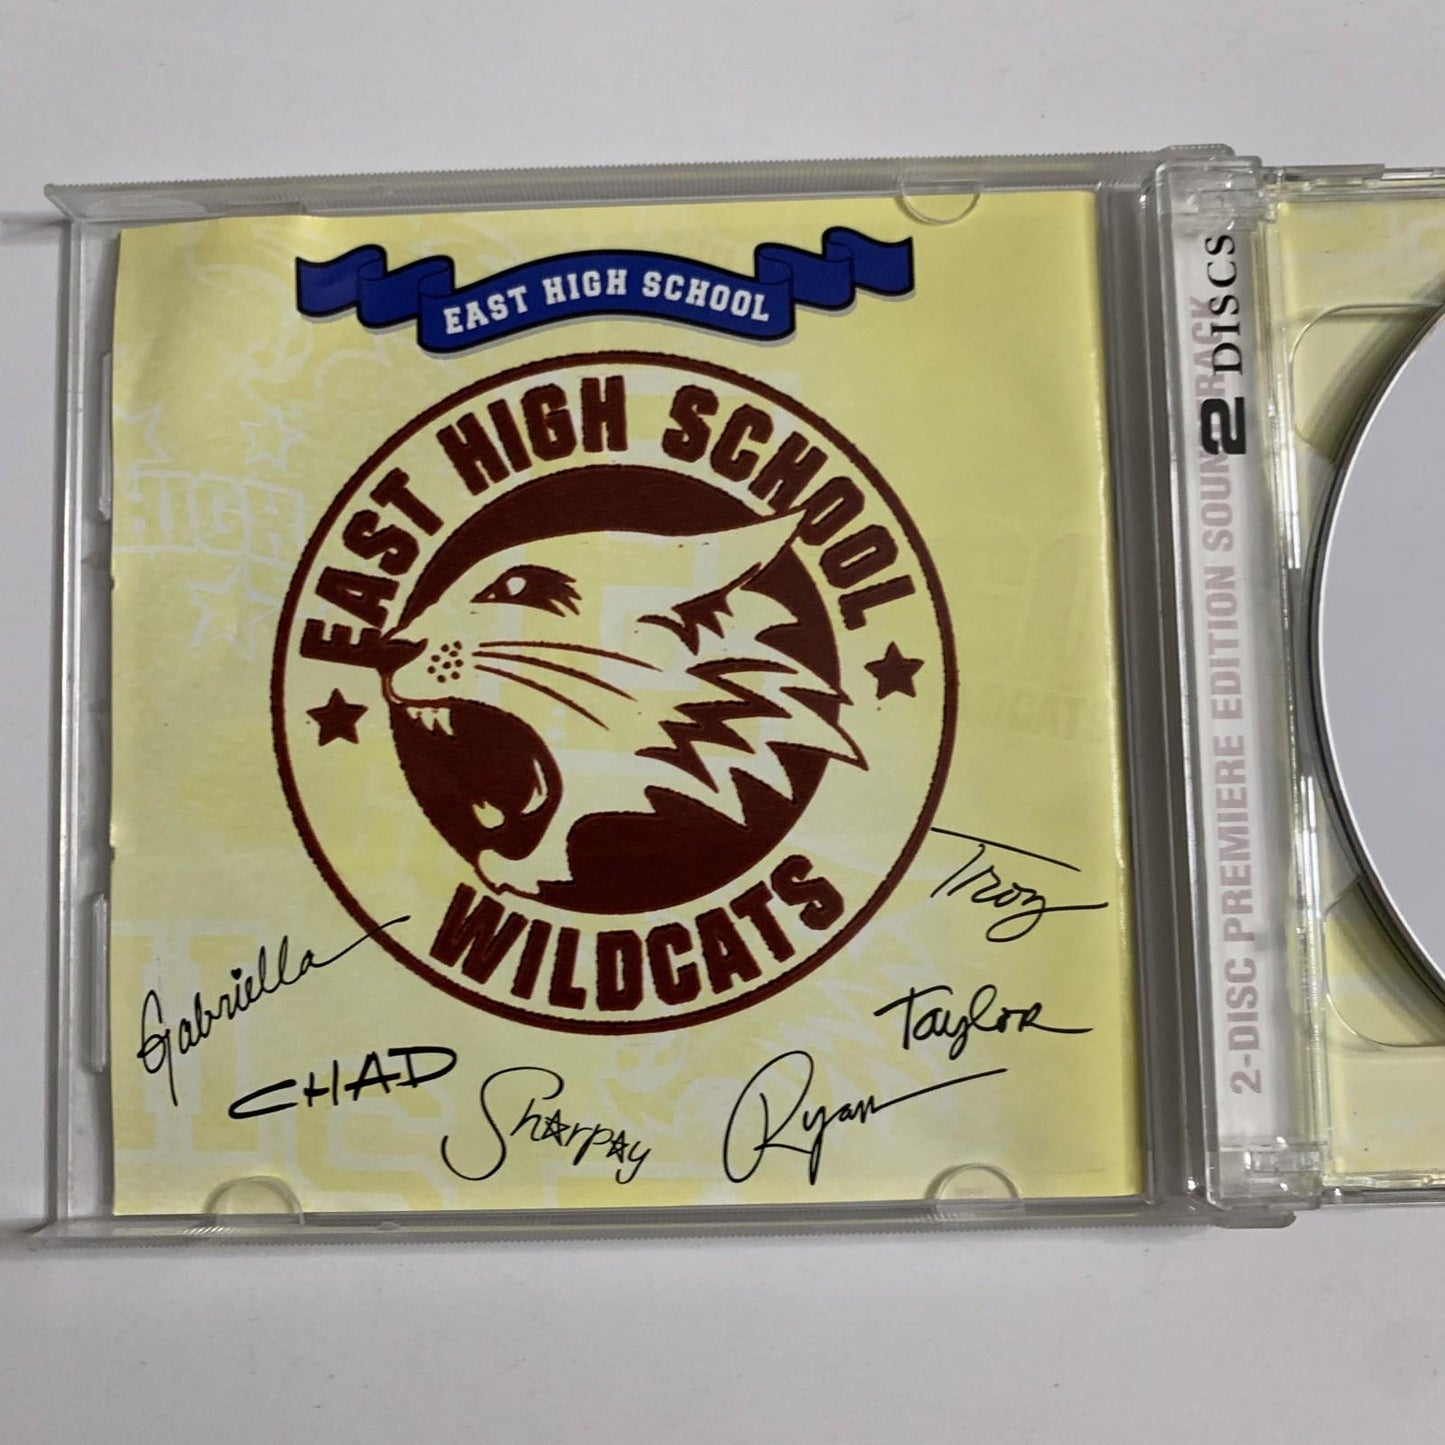 EAST HIGH SCHOOL
EAST HIGH SCHOOL
WILDCATS
Troy
Gabriella
Taylor
CHAD
Sharpay
Ryan
2 DISCS
2-DISC PREMIERE EDITION SOUNDTRACK
HIGH